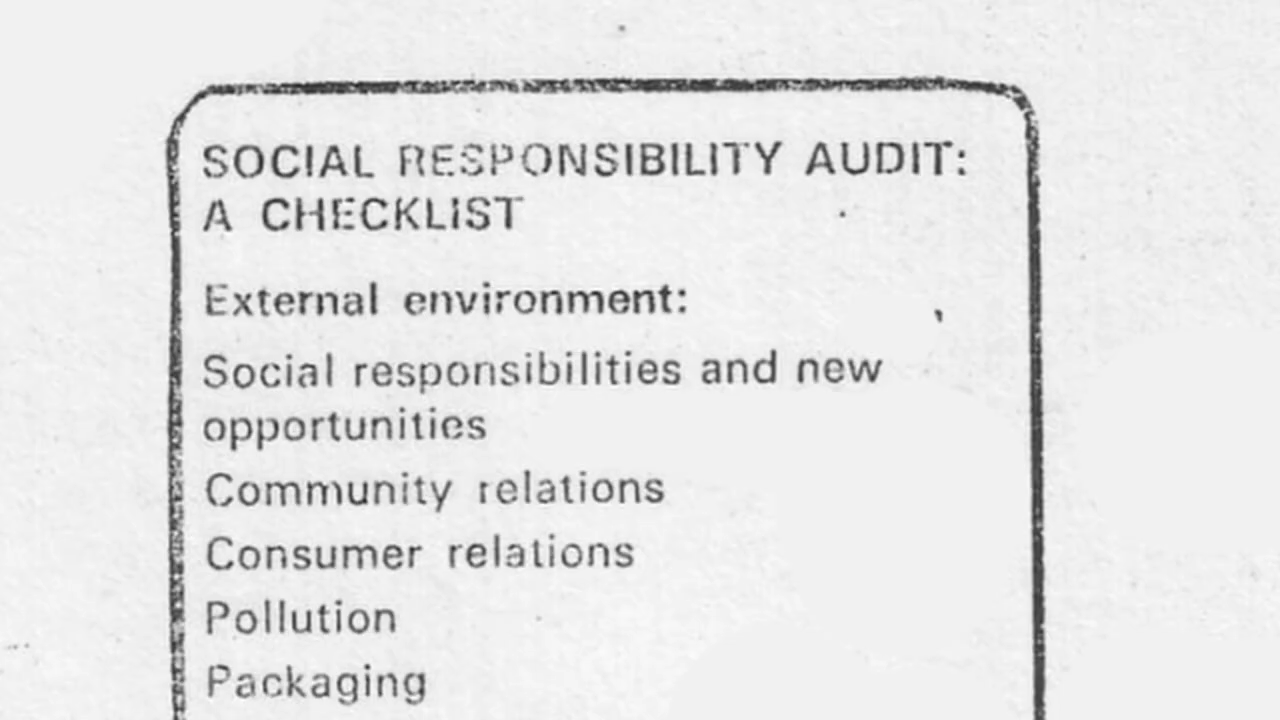 SOCIAL RESPONSIBILITY AUDIT:
A CHECKLIST
External environment:
Social responsibilities and new
opportunities
Community relations
Consumer relations
Pollution
Packaging